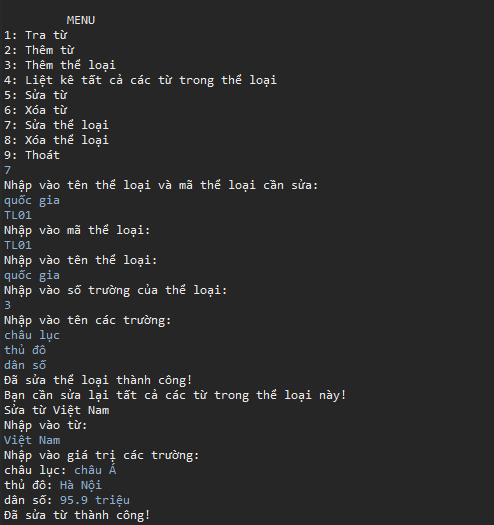 MENU
1: Tra từ
2: Thêm từ
3: Thêm thể loại
4: Liệt kê tất cả các từ trong thể loại
5: Sửa từ
6: Xóa từ
7: Sửa thể loại
8: Xóa thể loại
9: Thoát
7
Nhập vào tên thể loại và mã thể loại cần sửa:
quốc gia
TL01
Nhập vào mã thể loại:
TL01
Nhập vào tên thể loại:
quốc gia
Nhập vào số trường của thể loại:
3
Nhập vào tên các trường:
châu lục
thủ đô
dân số
Đã sửa thể loại thành công!
Bạn cần sửa lại tất cả các từ trong thể loại này!
Sửa từ Việt Nam
Nhập vào từ:
Việt Nam
Nhập vào giá trị các trường:
châu lục: châu Á
thủ đô: Hà Nội
dân số: 95.9 triệu
Đã sửa từ thành công!